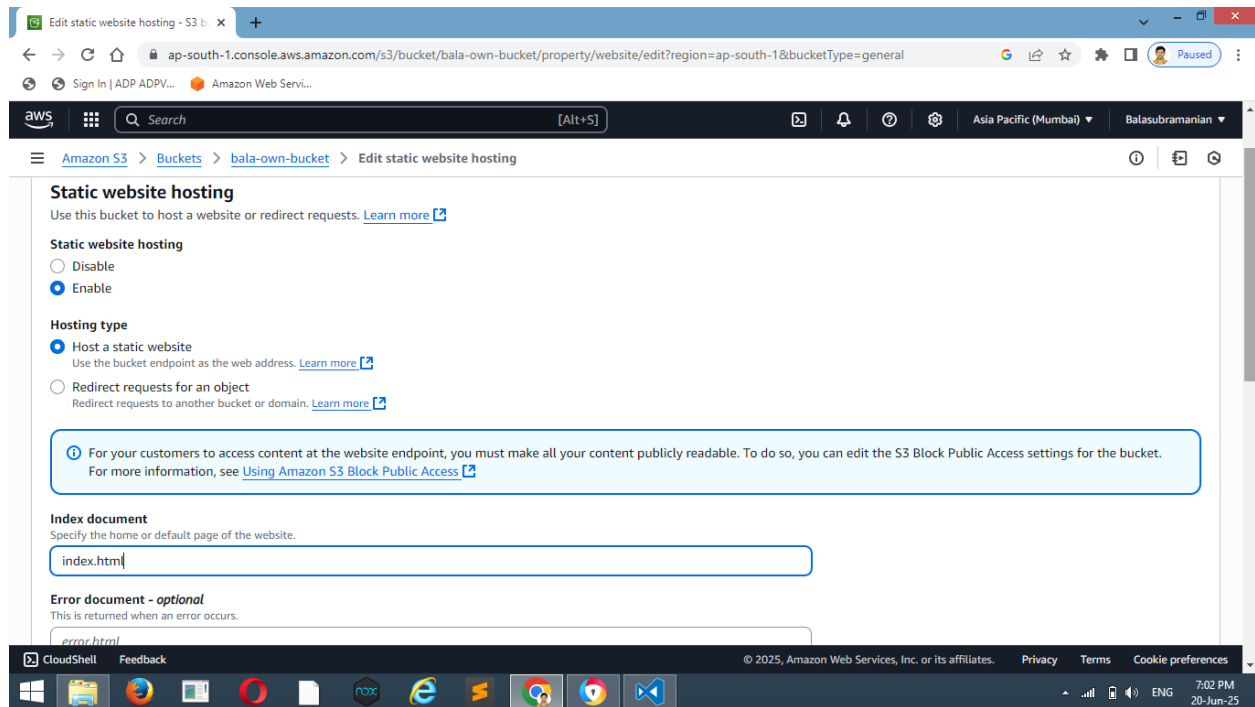 Edit static website hosting - S3 b
ap-south-1.console.aws.amazon.com/s3/bucket/bala-own-bucket/property/website/edit?region=ap-south-1&bucketType=general
Paused
Sign In | ADP ADPV...
Amazon Web Servi...
aws
Search
[Alt+S]
Asia Pacific (Mumbai)
Balasubramanian
Amazon S3 > Buckets > bala-own-bucket > Edit static website hosting
Static website hosting
Use this bucket to host a website or redirect requests. Learn more
Static website hosting
Disable
Enable
Hosting type
Host a static website
Use the bucket endpoint as the web address. Learn more
Redirect requests for an object
Redirect requests to another bucket or domain. Learn more
For your customers to access content at the website endpoint, you must make all your content publicly readable. To do so, you can edit the S3 Block Public Access settings for the bucket.
For more information, see Using Amazon S3 Block Public Access
Index document
Specify the home or default page of the website.
index.html
Error document - optional
This is returned when an error occurs.
error.html
CloudShell
Feedback
© 2025, Amazon Web Services, Inc. or its affiliates.
Privacy
Terms
Cookie preferences
nox
ENG
7:02 PM
20-Jun-25